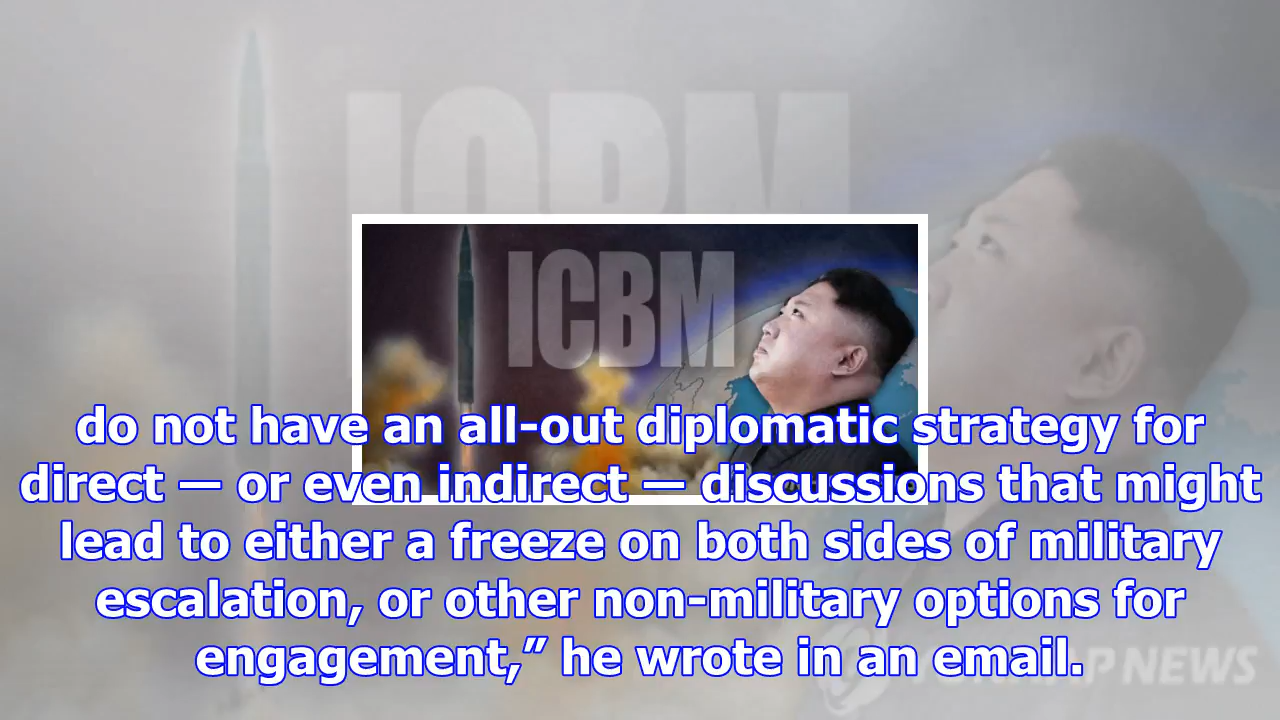 ICBM
ICBM
do not have an all-out diplomatic strategy for
direct — or even indirect — discussions that might
lead to either a freeze on both sides of military
escalation, or other non-military options for
engagement,” he wrote in an email.
NEWS